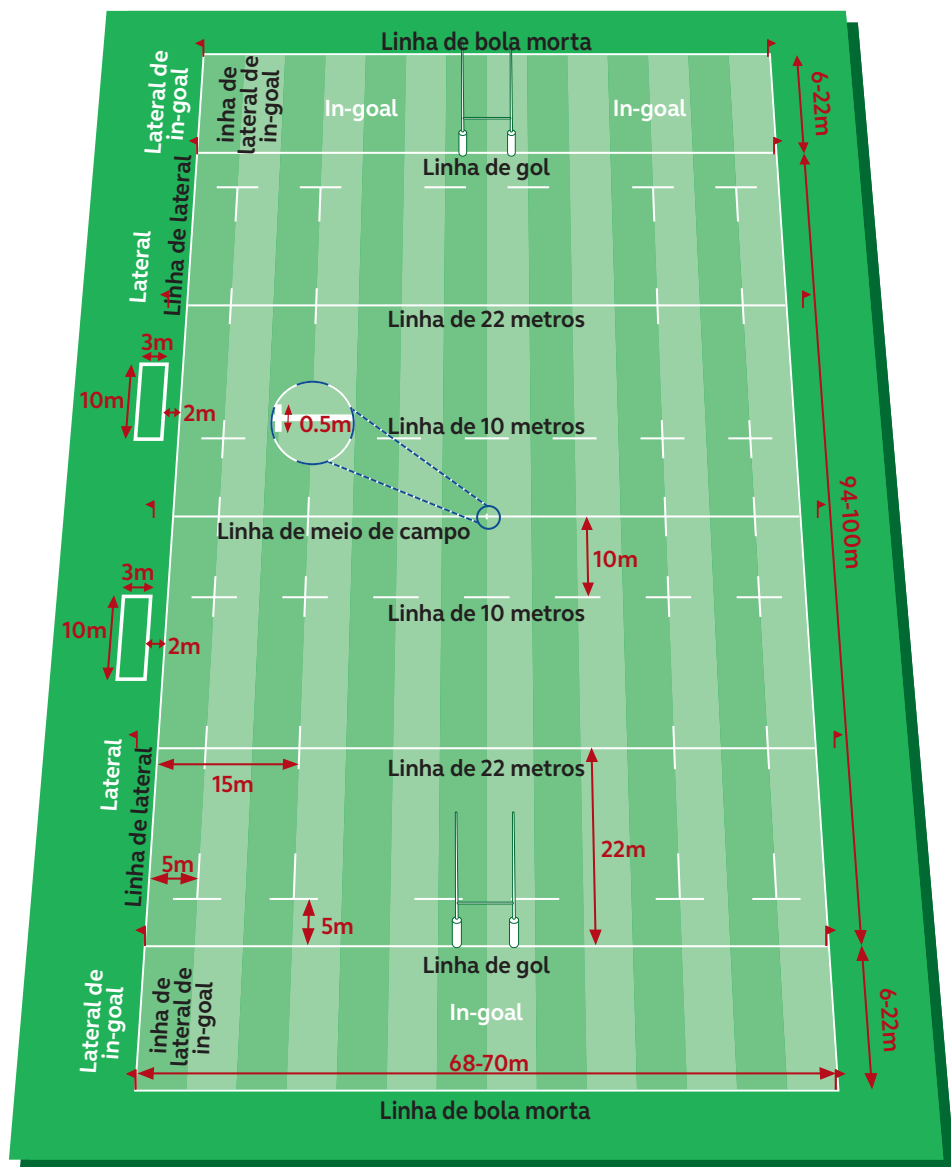 Linha de bola morta
Lateral de
in-goal
inha de
lateral de
in-goal
In-goal
In-goal
6-22m
Linha de gol
Linha de lateral
Lateral
Linha de 22 metros
3m
10m
2m
0.5m
Linha de 10 metros
94-100m
Linha de meio de campo
10m
3m
10m
2m
Linha de 10 metros
Lateral
Linha de lateral
15m
Linha de 22 metros
22m
5m
5m
Linha de gol
Lateral de
in-goal
inha de
lateral de
in-goal
In-goal
6-22m
68-70m
Linha de bola morta